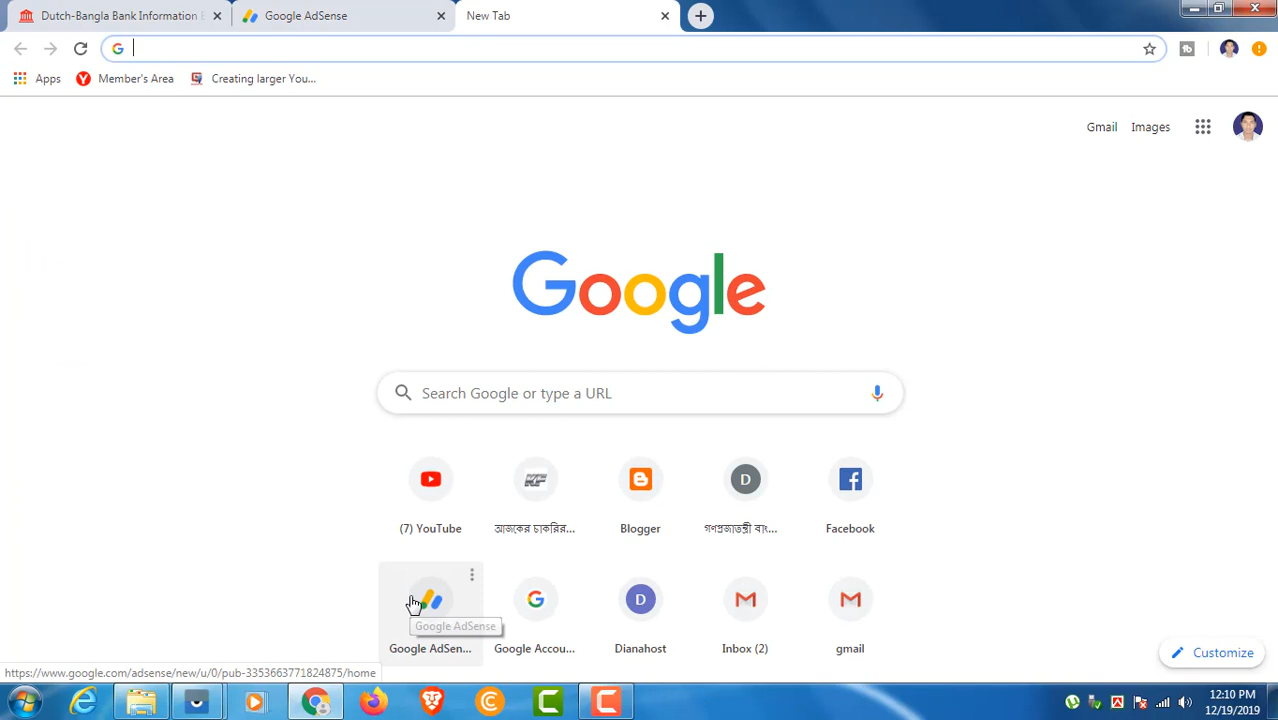 Dutch-Bangla Bank Information E
Google AdSense
New Tab
Apps
Member's Area
Creating larger You...
Gmail
Images
Google
Search Google or type a URL
(7) YouTube
আজকের চাকরির...
Blogger
গণপ্রজাতন্ত্রী বাং...
Facebook
D
Google AdSense
Google AdSen...
Google Accou...
Dianahost
Inbox (2)
gmail
D
Customize
https://www.google.com/adsense/new/u/0/pub-3353663771824875/home
12:10 PM
12/19/2019